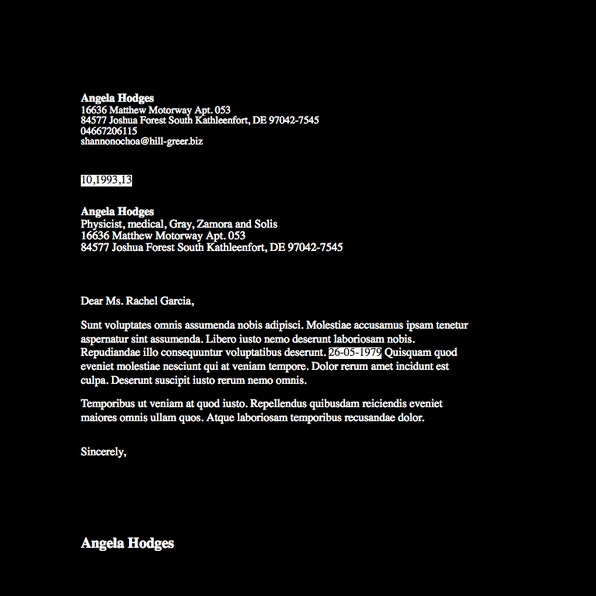 Angela Hodges
16636 Matthew Motorway Apt. 053
84577 Joshua Forest South Kathleenfort, DE 97042-7545
04667206115
shannonochoa@hill-greer.biz
10,1993,13
Angela Hodges
Physicist, medical, Gray, Zamora and Solis
16636 Matthew Motorway Apt. 053
84577 Joshua Forest South Kathleenfort, DE 97042-7545
Dear Ms. Rachel Garcia,
Sunt voluptates omnis assumenda nobis adipisci. Molestiae accusamus ipsam tenetur
aspernatur sint assumenda. Libero iusto nemo deserunt laboriosam nobis.
Repudiandae illo consequuntur voluptatibus deserunt. 26-05-1979 Quisquam quod
eveniet molestiae nesciunt qui at veniam tempore. Dolor rerum amet incidunt est
culpa. Deserunt suscipit iusto rerum nemo omnis.
Temporibus ut veniam at quod iusto. Repellendus quibusdam reiciendis eveniet
maiores omnis ullam quos. Atque laboriosam temporibus recusandae dolor.
Sincerely,
Angela Hodges